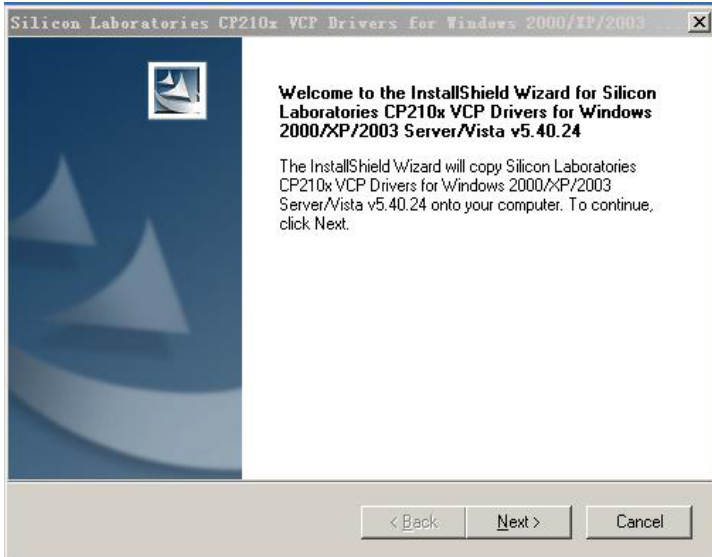 Silicon Laboratories CP210x VCP Drivers for Windows 2000/XP/2003 ...
Welcome to the InstallShield Wizard for Silicon
Laboratories CP210x VCP Drivers for Windows
2000/XP/2003 Server/Vista v5.40.24
The InstallShield Wizard will copy Silicon Laboratories
CP210x VCP Drivers for Windows 2000/XP/2003
Server/Vista v5.40.24 onto your computer. To continue,
click Next.
< Back
Next >
Cancel